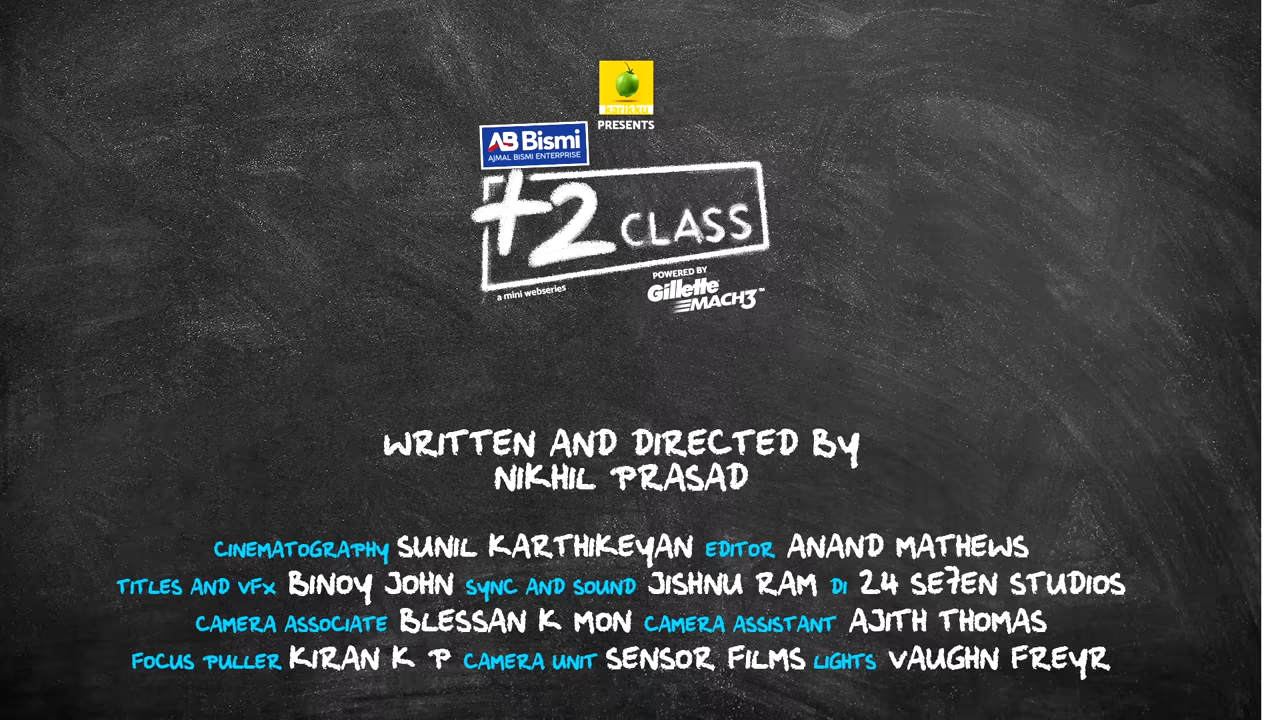 karikku
PRESENTS
AB Bismi
AJMAL BISMI ENTERPRISE
+2 CLASS
a mini webseries
POWERED BY
Gillette
MACH3™
WRITTEN AND DIRECTED BY
NIKHIL PRASAD
CINEMATOGRAPHY SUNIL KARTHIKEYAN EDITOR ANAND MATHEWS
TITLES AND VFX BINOY JOHN SYNC AND SOUND JISHNU RAM DI 24 SE7EN STUDIOS
CAMERA ASSOCIATE BLESSAN K MON CAMERA ASSISTANT AJITH THOMAS
FOCUS PULLER KIRAN K P CAMERA UNIT SENSOR FILMS LIGHTS VAUGHN FREYR